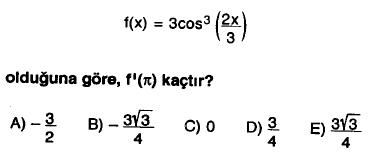 f(x) = 3cos³ (2x/3)
olduğuna göre, f'(π) kaçtır?
A) −3/2 B) −3√3/4 C) 0 D) 3/4 E) 3√3/4